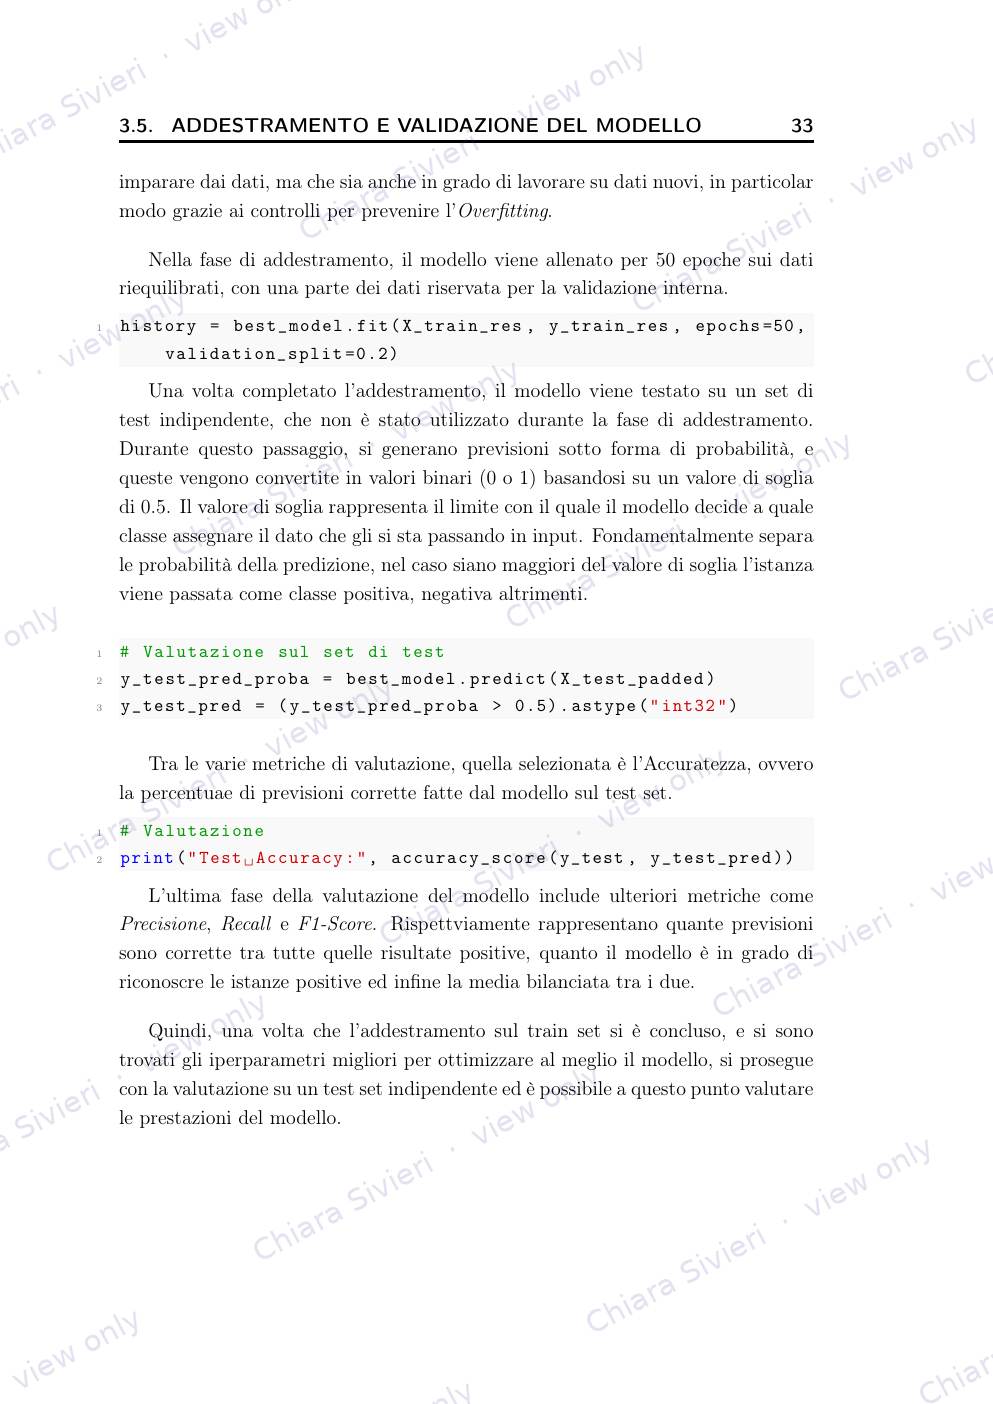 3.5. ADDESTRAMENTO E VALIDAZIONE DEL MODELLO 33
imparare dai dati, ma che sia anche in grado di lavorare su dati nuovi, in particolar
modo grazie ai controlli per prevenire l'Overfitting.
Nella fase di addestramento, il modello viene allenato per 50 epoche sui dati
riequilibrati, con una parte dei dati riservata per la validazione interna.
1 history = best_model.fit(X_train_res, y_train_res, epochs=50,
validation_split=0.2)
Una volta completato l'addestramento, il modello viene testato su un set di
test indipendente, che non è stato utilizzato durante la fase di addestramento.
Durante questo passaggio, si generano previsioni sotto forma di probabilità, e
queste vengono convertite in valori binari (0 o 1) basandosi su un valore di soglia
di 0.5. Il valore di soglia rappresenta il limite con il quale il modello decide a quale
classe assegnare il dato che gli si sta passando in input. Fondamentalmente separa
le probabilità della predizione, nel caso siano maggiori del valore di soglia l'istanza
viene passata come classe positiva, negativa altrimenti.
1 # Valutazione sul set di test
2 y_test_pred_proba = best_model.predict(X_test_padded)
3 y_test_pred = (y_test_pred_proba > 0.5).astype("int32")
Tra le varie metriche di valutazione, quella selezionata è l'Accuratezza, ovvero
la percentuae di previsioni corrette fatte dal modello sul test set.
1 # Valutazione
2 print("Test␣Accuracy:", accuracy_score(y_test, y_test_pred))
L'ultima fase della valutazione del modello include ulteriori metriche come
Precisione, Recall e F1-Score. Rispettviamente rappresentano quante previsioni
sono corrette tra tutte quelle risultate positive, quanto il modello è in grado di
riconoscre le istanze positive ed infine la media bilanciata tra i due.
Quindi, una volta che l'addestramento sul train set si è concluso, e si sono
trovati gli iperparametri migliori per ottimizzare al meglio il modello, si prosegue
con la valutazione su un test set indipendente ed è possibile a questo punto valutare
le prestazioni del modello.
Chiara Sivieri · view only